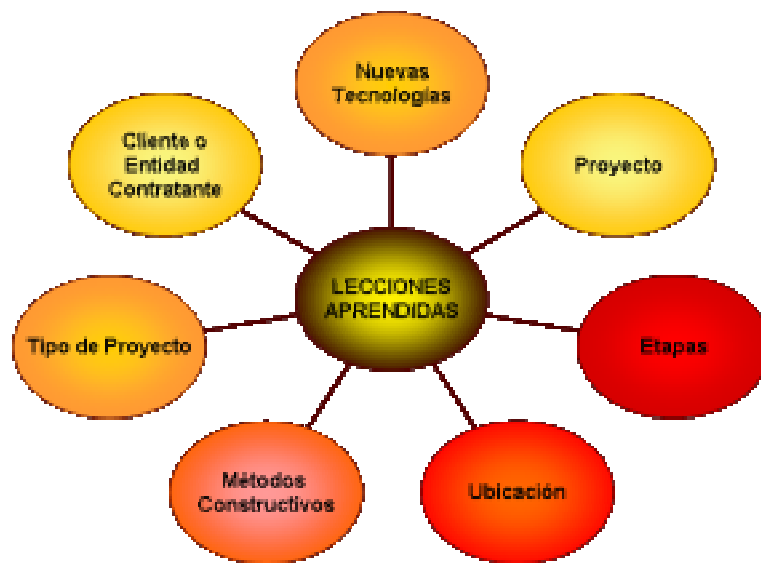 Nuevas
Tecnologías
Cliente o
Entidad
Contratante
Proyecto
LECCIONES
APRENDIDAS
Tipo de Proyecto
Etapas
Métodos
Constructivos
Ubicación